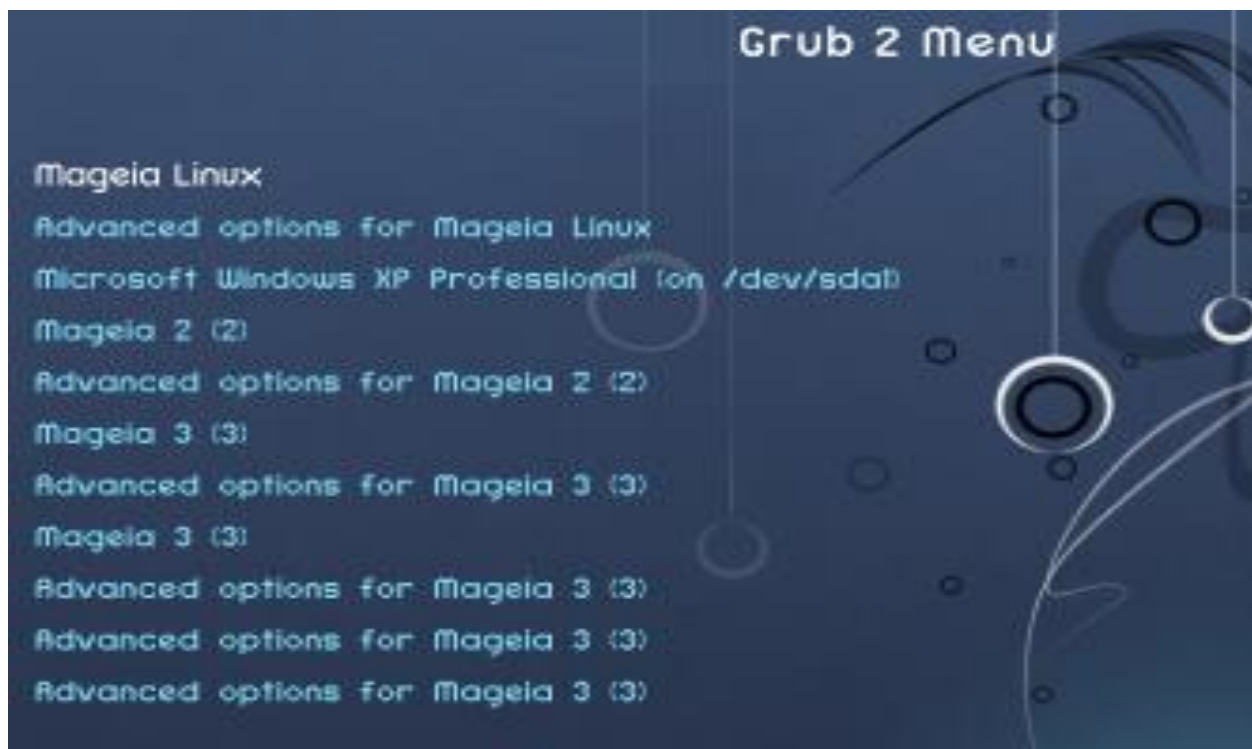 Grub 2 Menu
Mageia Linux
Advanced options for Mageia Linux
Microsoft Windows XP Professional (on /dev/sda1)
Mageia 2 (2)
Advanced options for Mageia 2 (2)
Mageia 3 (3)
Advanced options for Mageia 3 (3)
Mageia 3 (3)
Advanced options for Mageia 3 (3)
Advanced options for Mageia 3 (3)
Advanced options for Mageia 3 (3)